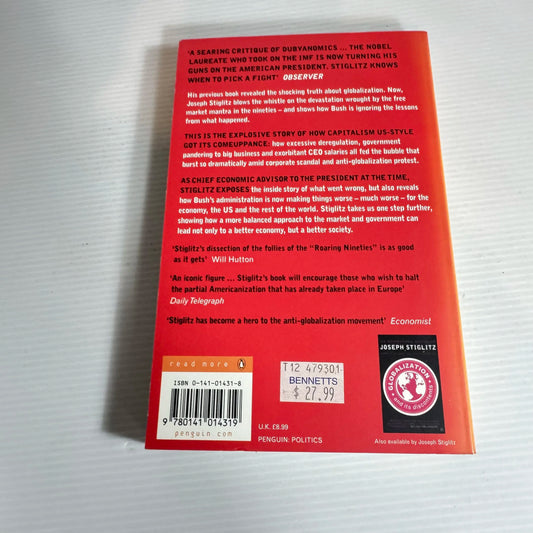 'A SEARING CRITIQUE OF DUBYANOMICS ... THE NOBEL
LAUREATE WHO TOOK ON THE IMF IS NOW TURNING HIS
GUNS ON THE AMERICAN PRESIDENT. STIGLITZ KNOWS
WHEN TO PICK A FIGHT' OBSERVER
His previous book revealed the shocking truth about globalization. Now,
Joseph Stiglitz blows the whistle on the devastation wrought by the free
market mantra in the nineties – and shows how Bush is ignoring the lessons
from what happened.
THIS IS THE EXPLOSIVE STORY OF HOW CAPITALISM US-STYLE
GOT ITS COMEUPPANCE: how excessive deregulation, government
pandering to big business and exorbitant CEO salaries all fed the bubble that
burst so dramatically amid corporate scandal and anti-globalization protest.
AS CHIEF ECONOMIC ADVISOR TO THE PRESIDENT AT THE TIME,
STIGLITZ EXPOSES the inside story of what went wrong, but also reveals
how Bush's administration is now making things worse – much worse – for the
economy, the US and the rest of the world. Stiglitz takes us one step further,
showing how a more balanced approach to the market and government can
lead not only to a better economy, but a better society.
'Stiglitz's dissection of the follies of the "Roaring Nineties" is as good
as it gets' Will Hutton
'An iconic figure ... Stiglitz's book will encourage those who wish to halt
the partial Americanization that has already taken place in Europe'
Daily Telegraph
'Stiglitz has become a hero to the anti-globalization movement' Economist
read more
ISBN 0-141-01431-8
9 780141 014319
penguin.com
T12 479301
BENNETTS
$ 27.99
U.K. £8.99
PENGUIN: POLITICS
JOSEPH STIGLITZ
GLOBALIZATION
and its discontents
Also available by Joseph Stiglitz